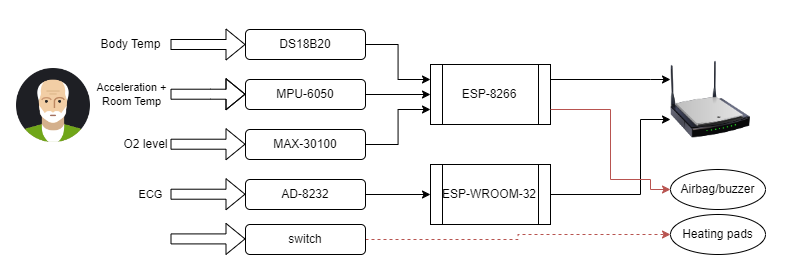 Body Temp
DS18B20
Acceleration +
Room Temp
MPU-6050
ESP-8266
O2 level
MAX-30100
ECG
AD-8232
ESP-WROOM-32
Airbag/buzzer
switch
Heating pads